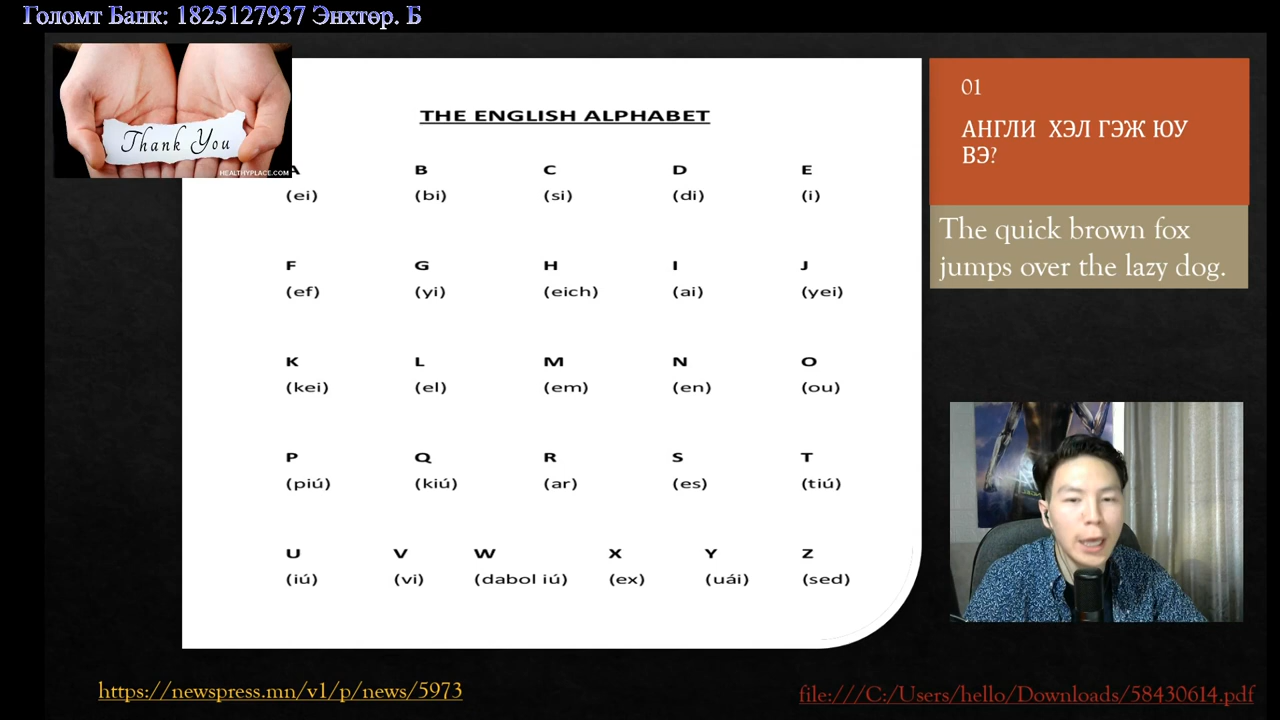 Голомт Банк: 1825127937 Энхтөр. Б
Thank You
HEALTHYPLACE.COM
THE ENGLISH ALPHABET
A B C D E
(ei) (bi) (si) (di) (i)
F G H I J
(ef) (yi) (eich) (ai) (yei)
K L M N O
(kei) (el) (em) (en) (ou)
P Q R S T
(piú) (kiú) (ar) (es) (tiú)
U V W X Y Z
(iú) (vi) (dabol iú) (ex) (uái) (sed)
01
АНГЛИ ХЭЛ ГЭЖ ЮУ
ВЭ?
The quick brown fox
jumps over the lazy dog.
https://newspress.mn/v1/p/news/5973
file:///C:/Users/hello/Downloads/58430614.pdf